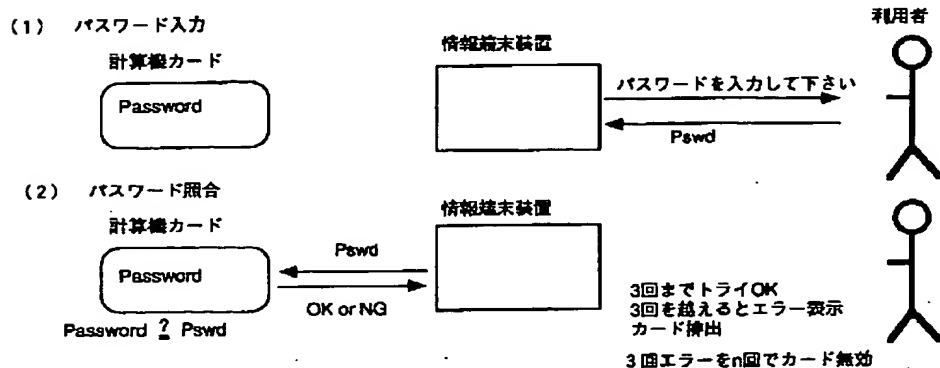 利用者
(1) パスワード入力
情報端末装置
計算機カード
パスワードを入力して下さい
Password
Pswd
(2) パスワード照合
情報端末装置
計算機カード
Pswd
Password
OK or NG
3回までトライOK
3回を越えるとエラー表示
カード排出
Password ? Pswd
3回エラーをn回でカード無効